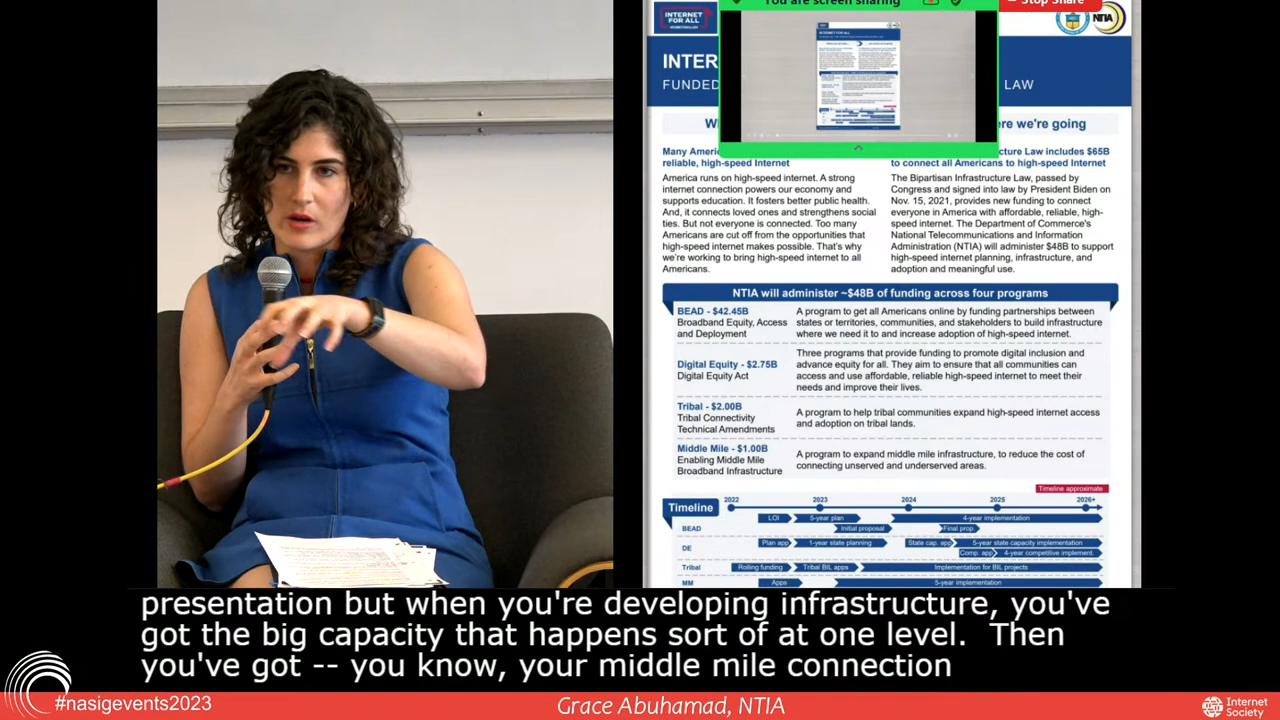 You are screen sharing
Stop Share
INTERNET
FOR ALL
NTIA
INTER
FUNDED
LAW
W
ere we're going
Many Ameri
reliable, high-speed Internet
America runs on high-speed internet. A strong
internet connection powers our economy and
supports education. It fosters better public health.
And, it connects loved ones and strengthens social
ties. But not everyone is connected. Too many
Americans are cut off from the opportunities that
high-speed internet makes possible. That's why
we're working to bring high-speed internet to all
Americans.
cture Law includes $65B
to connect all Americans to high-speed Internet
The Bipartisan Infrastructure Law, passed by
Congress and signed into law by President Biden on
Nov. 15, 2021, provides new funding to connect
everyone in America with affordable, reliable, high-
speed internet. The Department of Commerce's
National Telecommunications and Information
Administration (NTIA) will administer $48B to support
high-speed internet planning, infrastructure, and
adoption and meaningful use.
NTIA will administer ~$48B of funding across four programs
BEAD - $42.45B
Broadband Equity, Access
and Deployment
A program to get all Americans online by funding partnerships between
states or territories, communities, and stakeholders to build infrastructure
where we need it to and increase adoption of high-speed internet.
Digital Equity - $2.75B
Digital Equity Act
Three programs that provide funding to promote digital inclusion and
advance equity for all. They aim to ensure that all communities can
access and use affordable, reliable high-speed internet to meet their
needs and improve their lives.
Tribal - $2.00B
Tribal Connectivity
Technical Amendments
A program to help tribal communities expand high-speed internet access
and adoption on tribal lands.
Middle Mile - $1.00B
Enabling Middle Mile
Broadband Infrastructure
A program to expand middle mile infrastructure, to reduce the cost of
connecting unserved and underserved areas.
Timeline approximate
Timeline
2022 2023 2024 2025 2026+
BEAD
LOI 5-year plan 4-year implementation
Initial proposal Final prop.
DE
Plan app 1-year state planning State cap. app 5-year state capacity implementation
Comp. app 4-year competitive implement.
Tribal Rolling funding Tribal BIL apps Implementation for BIL projects
MM Apps 5-year implementation
presentation but when you're developing infrastructure, you've
got the big capacity that happens sort of at one level. Then
you've got -- you know, your middle mile connection
#nasigevents2023
Grace Abuhamad, NTIA
Internet
Society